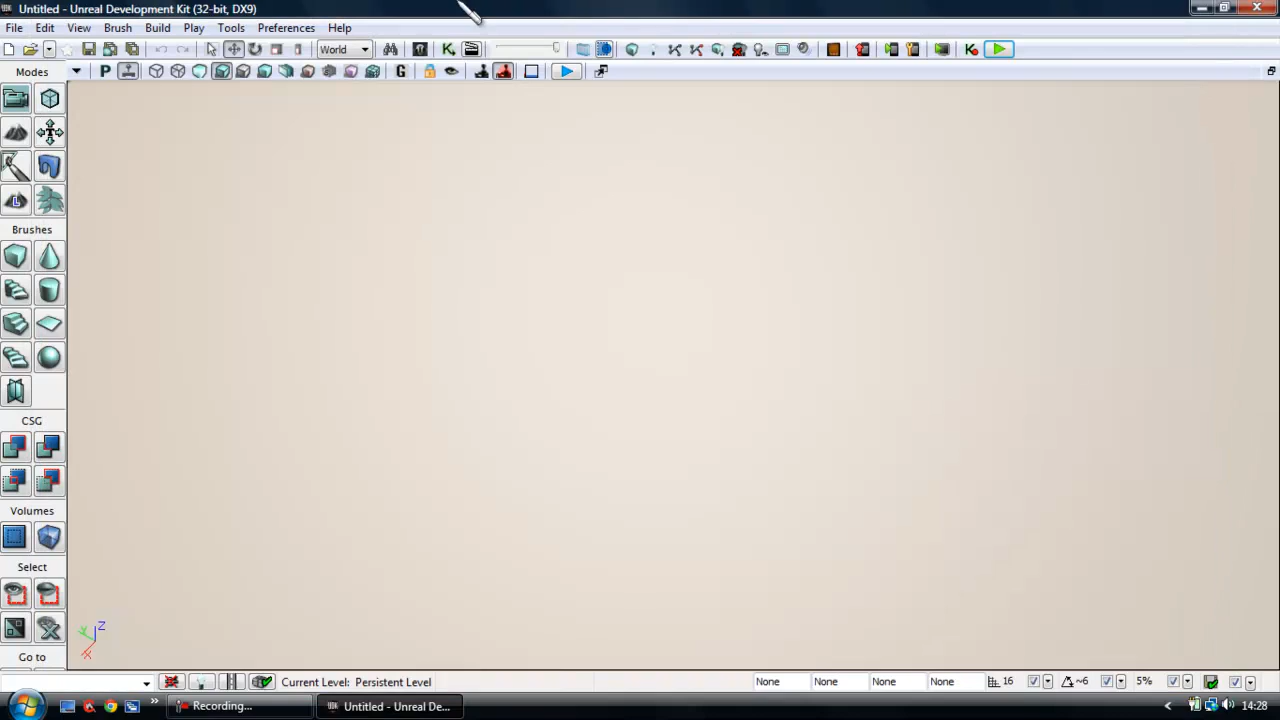 Untitled - Unreal Development Kit (32-bit, DX9)
File Edit View Brush Build Play Tools Preferences Help
World
Modes
P
G
Brushes
CSG
Volumes
Select
Go to
Z
Y
X
Current Level: Persistent Level
None None None None 16 ~6 5%
Recording... Untitled - Unreal De... 14:28